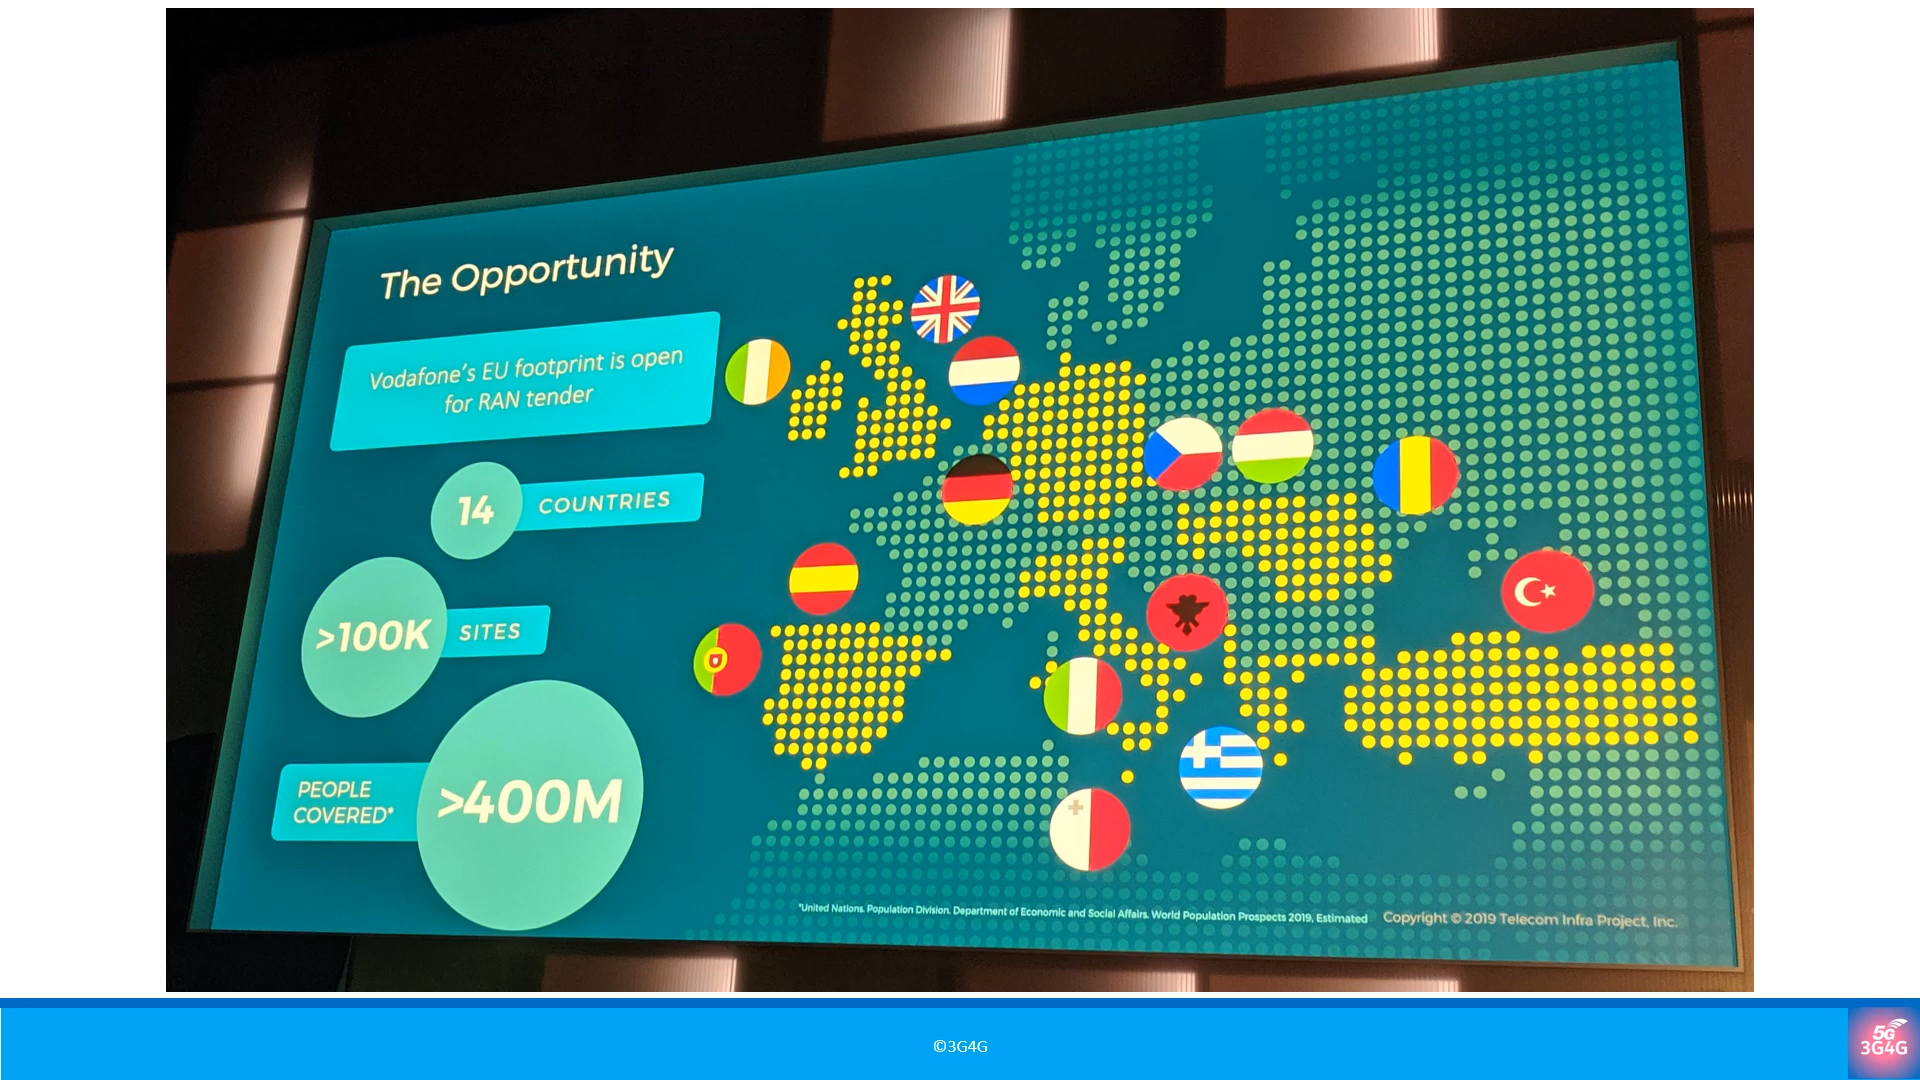 The Opportunity
Vodafone's EU footprint is open
for RAN tender
14
COUNTRIES
>100K
SITES
PEOPLE
COVERED*
>400M
*United Nations. Population Division. Department of Economic and Social Affairs. World Population Prospects 2019, Estimated
Copyright © 2019 Telecom Infra Project, Inc.
©3G4G
5G
3G4G